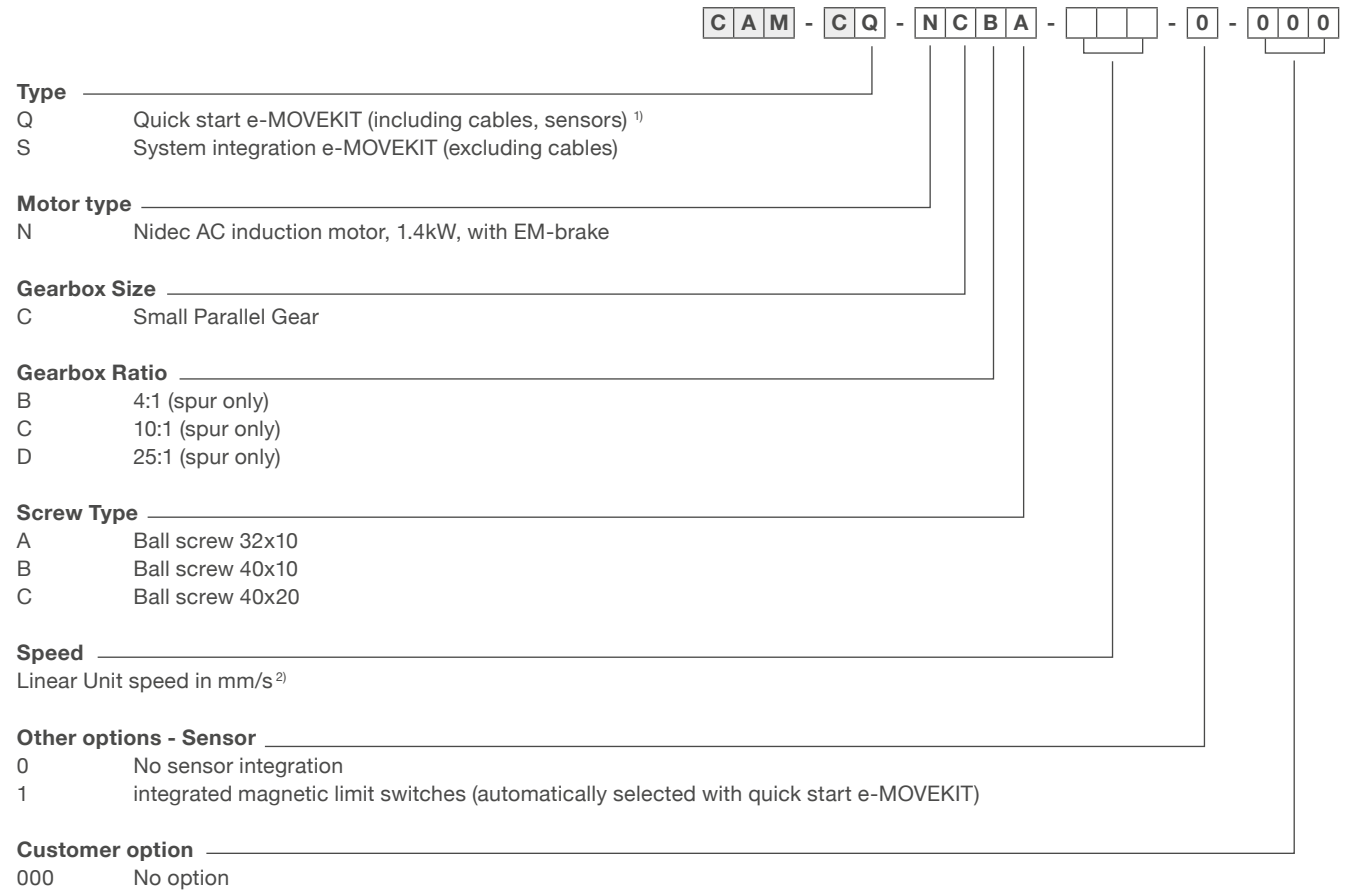 CAM - CQ - NCBA - - 0 - 000
Type
Q Quick start e-MOVEKIT (including cables, sensors) 1)
S System integration e-MOVEKIT (excluding cables)
Motor type
N Nidec AC induction motor, 1.4kW, with EM-brake
Gearbox Size
C Small Parallel Gear
Gearbox Ratio
B 4:1 (spur only)
C 10:1 (spur only)
D 25:1 (spur only)
Screw Type
A Ball screw 32x10
B Ball screw 40x10
C Ball screw 40x20
Speed
Linear Unit speed in mm/s 2)
Other options - Sensor
0 No sensor integration
1 integrated magnetic limit switches (automatically selected with quick start e-MOVEKIT)
Customer option
000 No option